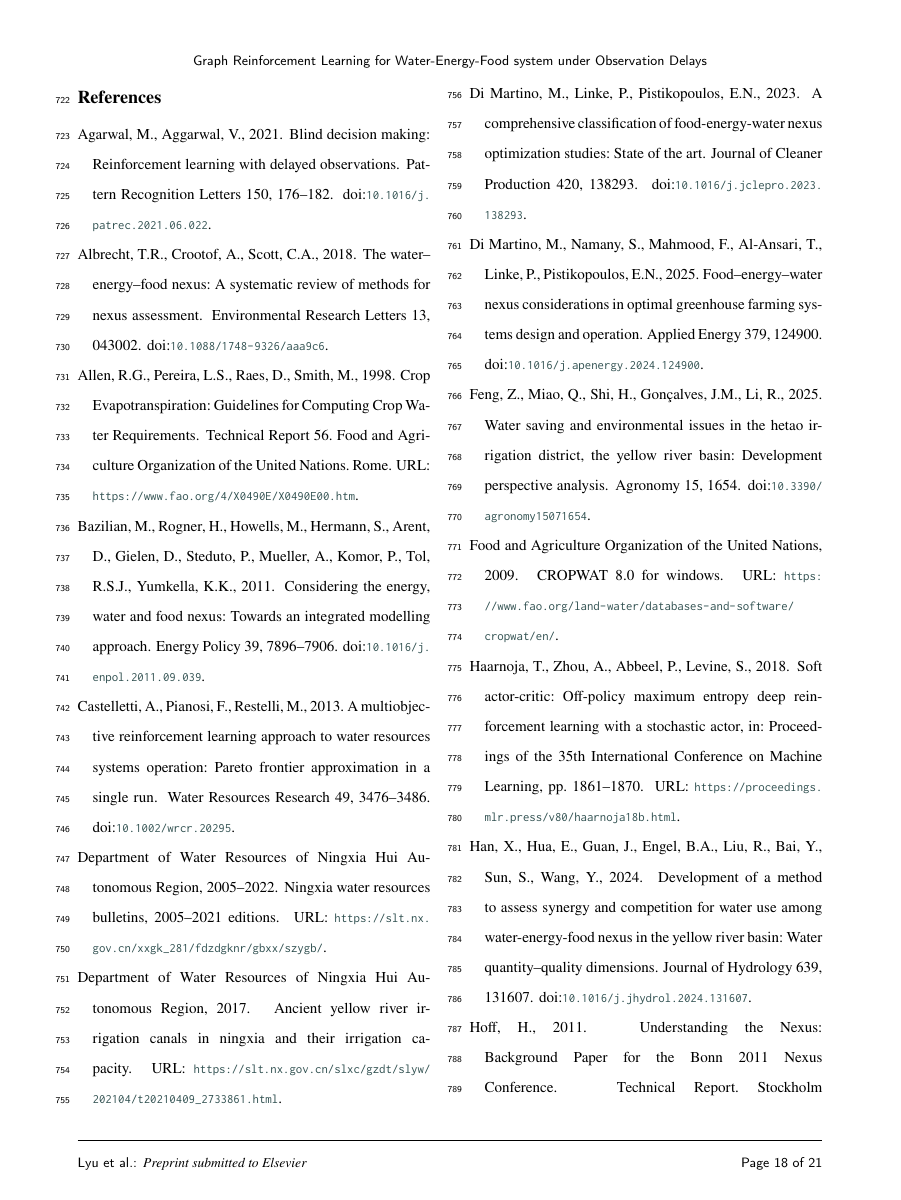 Graph Reinforcement Learning for Water-Energy-Food system under Observation Delays
722 References
723 Agarwal, M., Aggarwal, V., 2021. Blind decision making:
724 Reinforcement learning with delayed observations. Pat-
725 tern Recognition Letters 150, 176–182. doi:10.1016/j.
726 patrec.2021.06.022.
727 Albrecht, T.R., Crootof, A., Scott, C.A., 2018. The water–
728 energy–food nexus: A systematic review of methods for
729 nexus assessment. Environmental Research Letters 13,
730 043002. doi:10.1088/1748-9326/aaa9c6.
731 Allen, R.G., Pereira, L.S., Raes, D., Smith, M., 1998. Crop
732 Evapotranspiration: Guidelines for Computing Crop Wa-
733 ter Requirements. Technical Report 56. Food and Agri-
734 culture Organization of the United Nations. Rome. URL:
735 https://www.fao.org/4/X0490E/X0490E00.htm.
736 Bazilian, M., Rogner, H., Howells, M., Hermann, S., Arent,
737 D., Gielen, D., Steduto, P., Mueller, A., Komor, P., Tol,
738 R.S.J., Yumkella, K.K., 2011. Considering the energy,
739 water and food nexus: Towards an integrated modelling
740 approach. Energy Policy 39, 7896–7906. doi:10.1016/j.
741 enpol.2011.09.039.
742 Castelletti, A., Pianosi, F., Restelli, M., 2013. A multiobjec-
743 tive reinforcement learning approach to water resources
744 systems operation: Pareto frontier approximation in a
745 single run. Water Resources Research 49, 3476–3486.
746 doi:10.1002/wrcr.20295.
747 Department of Water Resources of Ningxia Hui Au-
748 tonomous Region, 2005–2022. Ningxia water resources
749 bulletins, 2005–2021 editions. URL: https://slt.nx.
750 gov.cn/xxgk_281/fdzdgknr/gbxx/szygb/.
751 Department of Water Resources of Ningxia Hui Au-
752 tonomous Region, 2017. Ancient yellow river ir-
753 rigation canals in ningxia and their irrigation ca-
754 pacity. URL: https://slt.nx.gov.cn/slxc/gzdt/slyw/
755 202104/t20210409_2733861.html.
756 Di Martino, M., Linke, P., Pistikopoulos, E.N., 2023. A
757 comprehensive classification of food-energy-water nexus
758 optimization studies: State of the art. Journal of Cleaner
759 Production 420, 138293. doi:10.1016/j.jclepro.2023.
760 138293.
761 Di Martino, M., Namany, S., Mahmood, F., Al-Ansari, T.,
762 Linke, P., Pistikopoulos, E.N., 2025. Food–energy–water
763 nexus considerations in optimal greenhouse farming sys-
764 tems design and operation. Applied Energy 379, 124900.
765 doi:10.1016/j.apenergy.2024.124900.
766 Feng, Z., Miao, Q., Shi, H., Gonçalves, J.M., Li, R., 2025.
767 Water saving and environmental issues in the hetao ir-
768 rigation district, the yellow river basin: Development
769 perspective analysis. Agronomy 15, 1654. doi:10.3390/
770 agronomy15071654.
771 Food and Agriculture Organization of the United Nations,
772 2009. CROPWAT 8.0 for windows. URL: https:
773 //www.fao.org/land-water/databases-and-software/
774 cropwat/en/.
775 Haarnoja, T., Zhou, A., Abbeel, P., Levine, S., 2018. Soft
776 actor-critic: Off-policy maximum entropy deep rein-
777 forcement learning with a stochastic actor, in: Proceed-
778 ings of the 35th International Conference on Machine
779 Learning, pp. 1861–1870. URL: https://proceedings.
780 mlr.press/v80/haarnoja18b.html.
781 Han, X., Hua, E., Guan, J., Engel, B.A., Liu, R., Bai, Y.,
782 Sun, S., Wang, Y., 2024. Development of a method
783 to assess synergy and competition for water use among
784 water-energy-food nexus in the yellow river basin: Water
785 quantity–quality dimensions. Journal of Hydrology 639,
786 131607. doi:10.1016/j.jhydrol.2024.131607.
787 Hoff, H., 2011. Understanding the Nexus:
788 Background Paper for the Bonn 2011 Nexus
789 Conference. Technical Report. Stockholm
Lyu et al.: Preprint submitted to Elsevier
Page 18 of 21